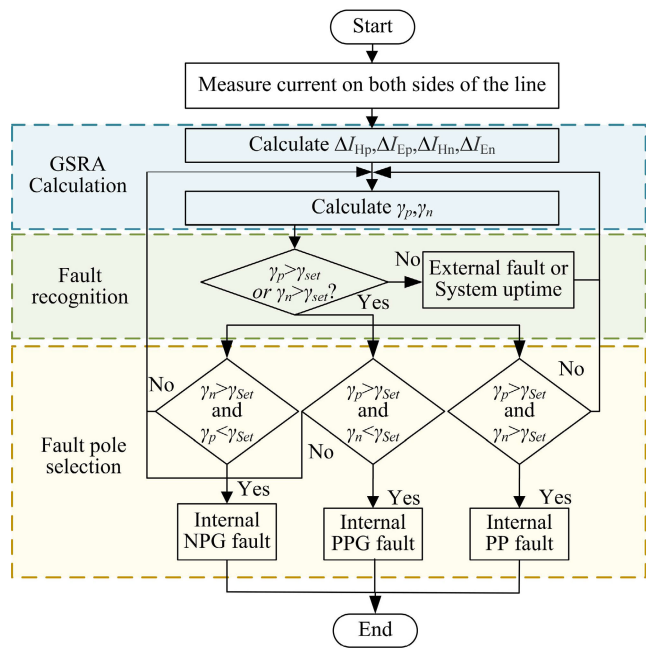 Start
Measure current on both sides of the line
GSRA
Calculation
Calculate ΔI_Hp,ΔI_Ep,ΔI_Hn,ΔI_En
Calculate γ_p,γ_n
Fault
recognition
γ_p>γ_set
or γ_n>γ_set?
No
Yes
External fault or
System uptime
Fault pole
selection
No
γ_n>γ_Set
and
γ_p<γ_Set
Yes
γ_p>γ_Set
and
γ_n<γ_Set
No
Yes
γ_p>γ_Set
and
γ_n>γ_Set
No
Yes
Internal
NPG fault
Internal
PPG fault
Internal
PP fault
End